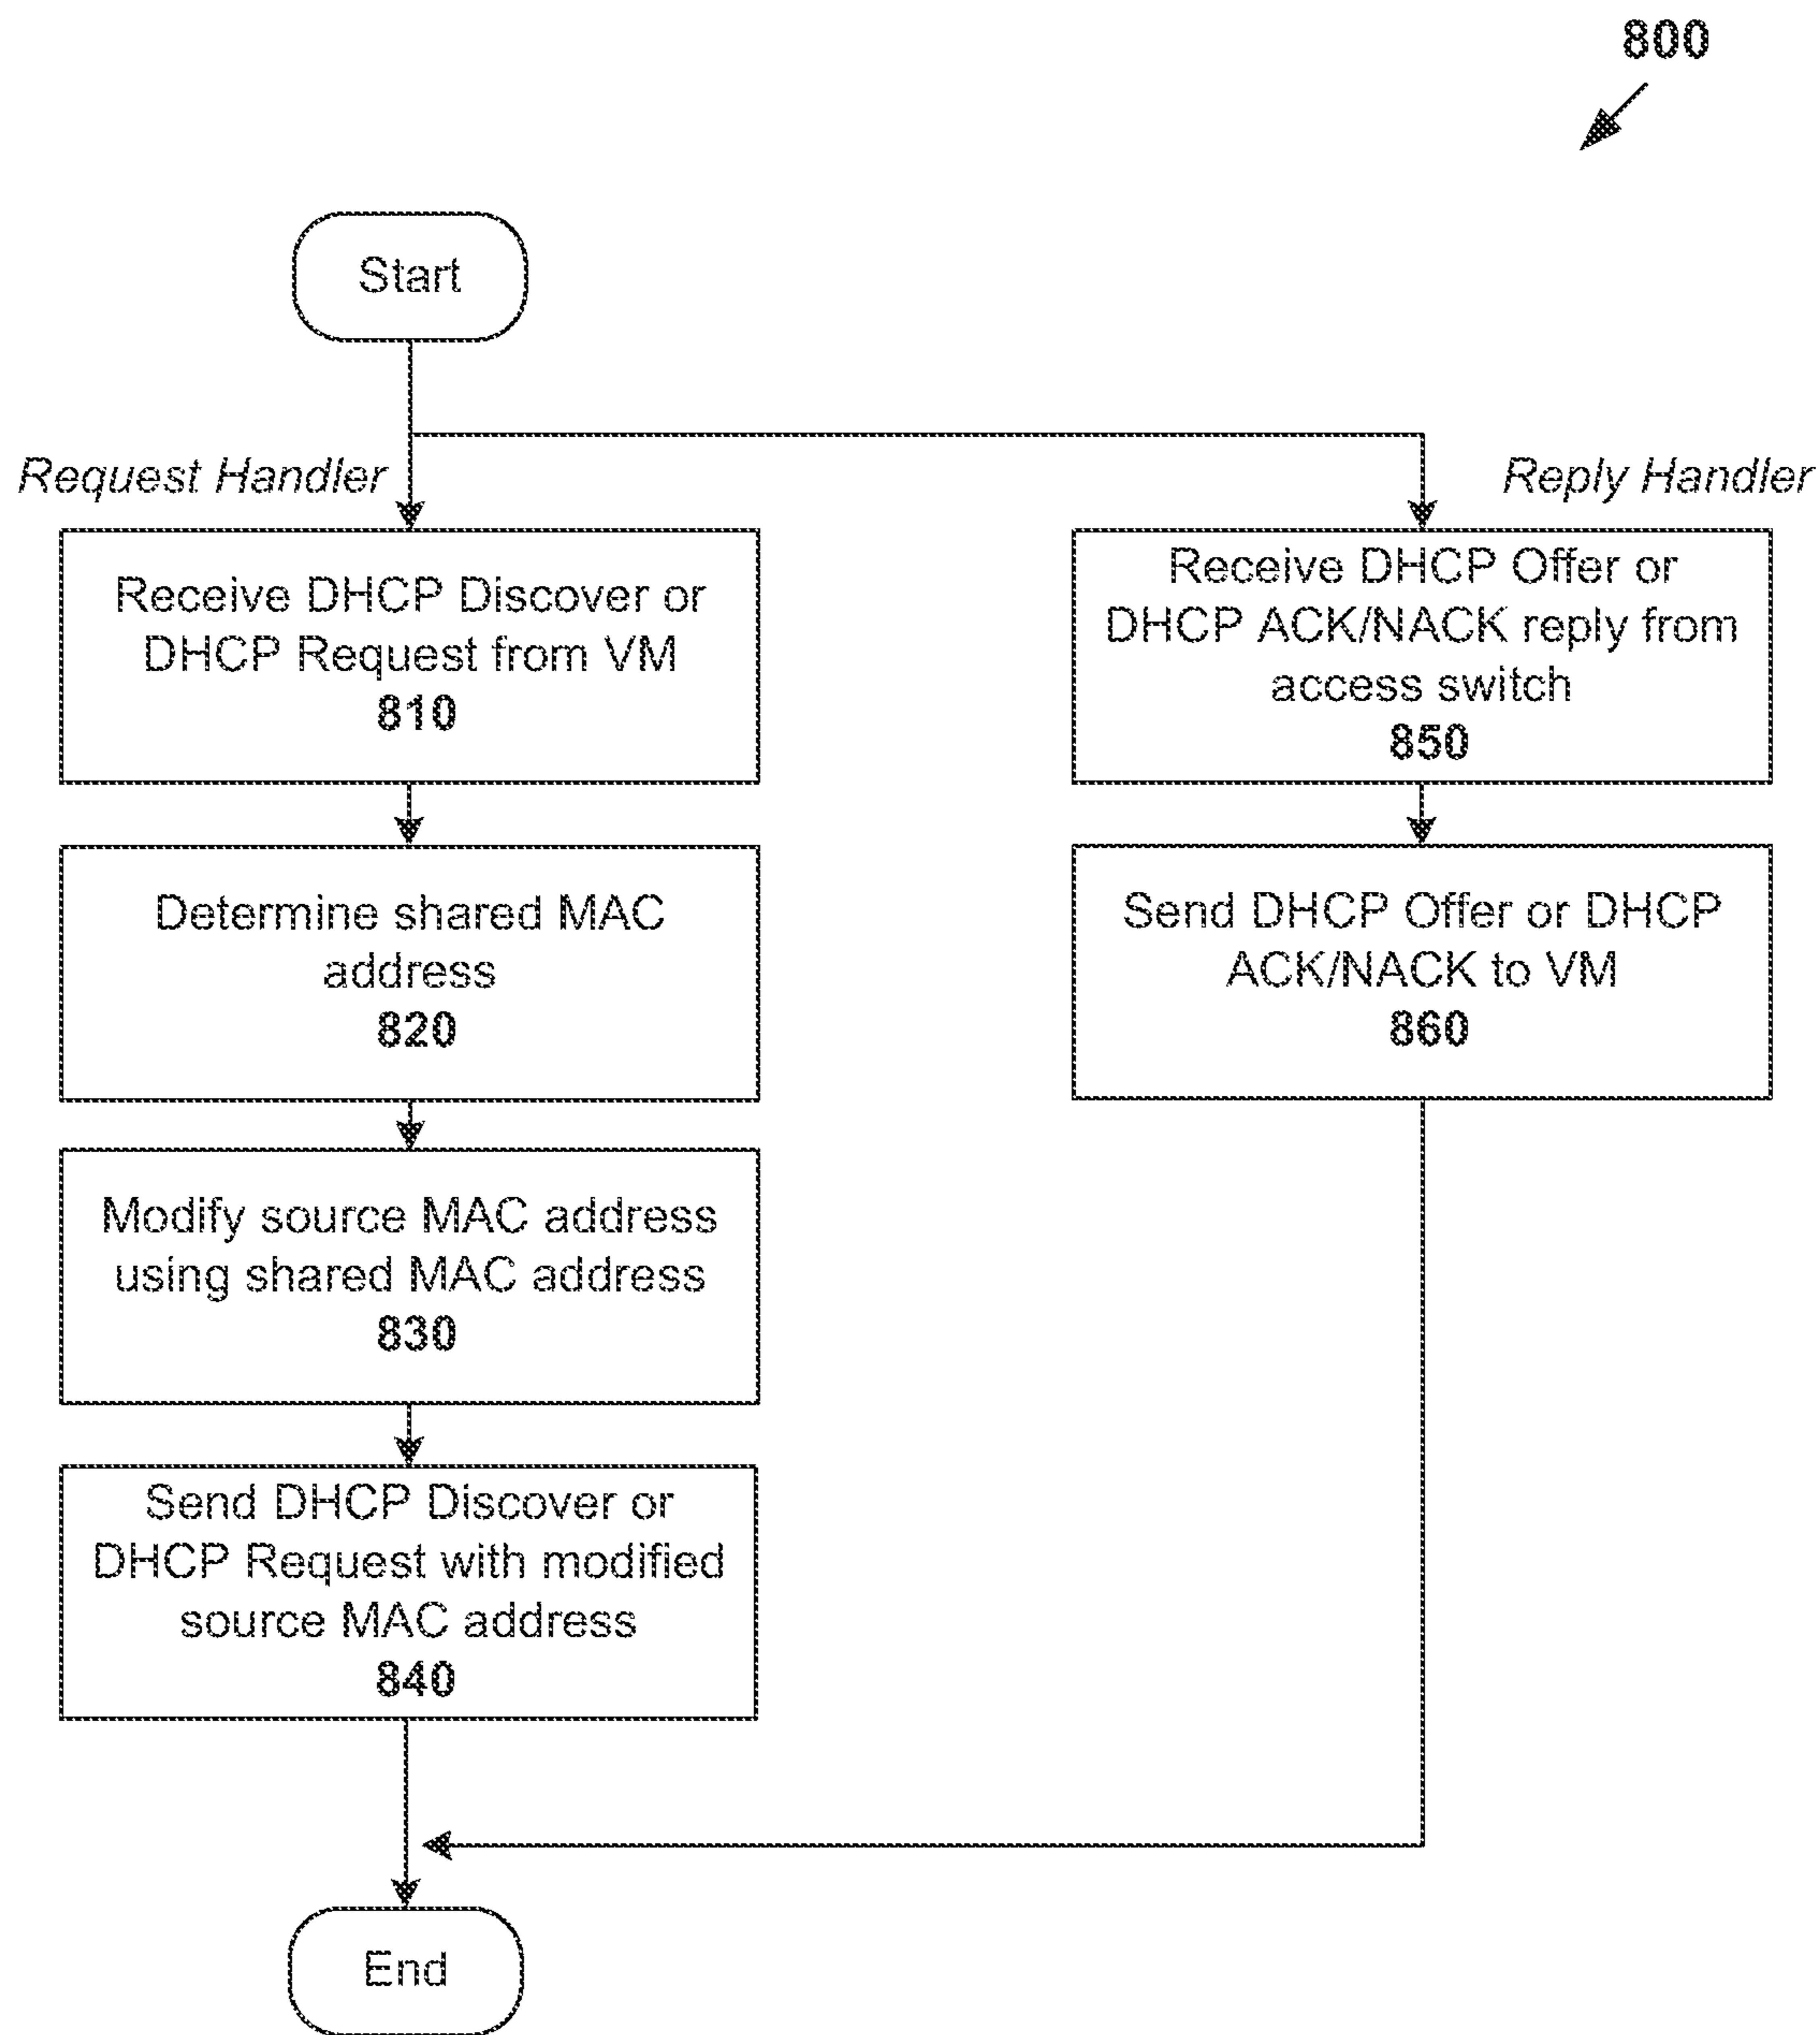 800
Start
Request Handler
Reply Handler
Receive DHCP Discover or
DHCP Request from VM
810
Receive DHCP Offer or
DHCP ACK/NACK reply from
access switch
850
Determine shared MAC
address
820
Send DHCP Offer or DHCP
ACK/NACK to VM
860
Modify source MAC address
using shared MAC address
830
Send DHCP Discover or
DHCP Request with modified
source MAC address
840
End